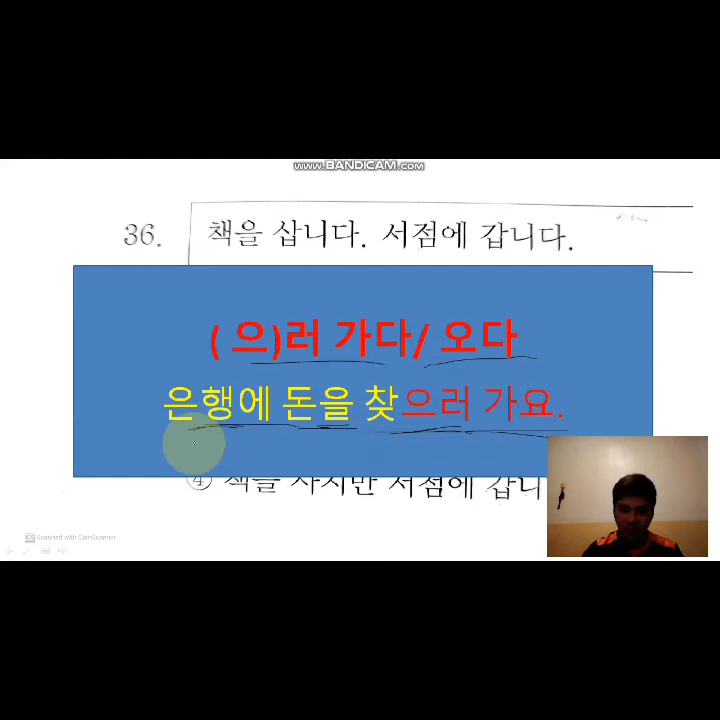 www.BANDICAM.com
36. 책을 삽니다. 서점에 갑니다.
( 으)러 가다/ 오다
은행에 돈을 찾으러 가요.
④ 책을 사지만 서점에 갑니
CS Scanned with CamScanner